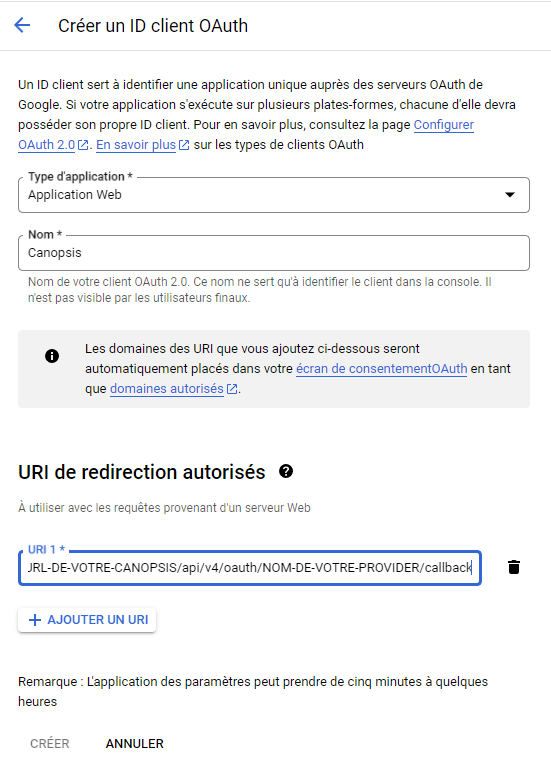 Créer un ID client OAuth
Un ID client sert à identifier une application unique auprès des serveurs OAuth de
Google. Si votre application s'exécute sur plusieurs plates-formes, chacune d'elle devra
posséder son propre ID client. Pour en savoir plus, consultez la page Configurer
OAuth 2.0. En savoir plus sur les types de clients OAuth
Type d'application *
Application Web
Nom *
Canopsis
Nom de votre client OAuth 2.0. Ce nom ne sert qu'à identifier le client dans la console. Il
n'est pas visible par les utilisateurs finaux.
Les domaines des URI que vous ajoutez ci-dessous seront
automatiquement placés dans votre écran de consentementOAuth en tant
que domaines autorisés.
URI de redirection autorisés
À utiliser avec les requêtes provenant d'un serveur Web
URI 1 *
JRL-DE-VOTRE-CANOPSIS/api/v4/oauth/NOM-DE-VOTRE-PROVIDER/callback
+ AJOUTER UN URI
Remarque : L'application des paramètres peut prendre de cinq minutes à quelques
heures
CRÉER ANNULER